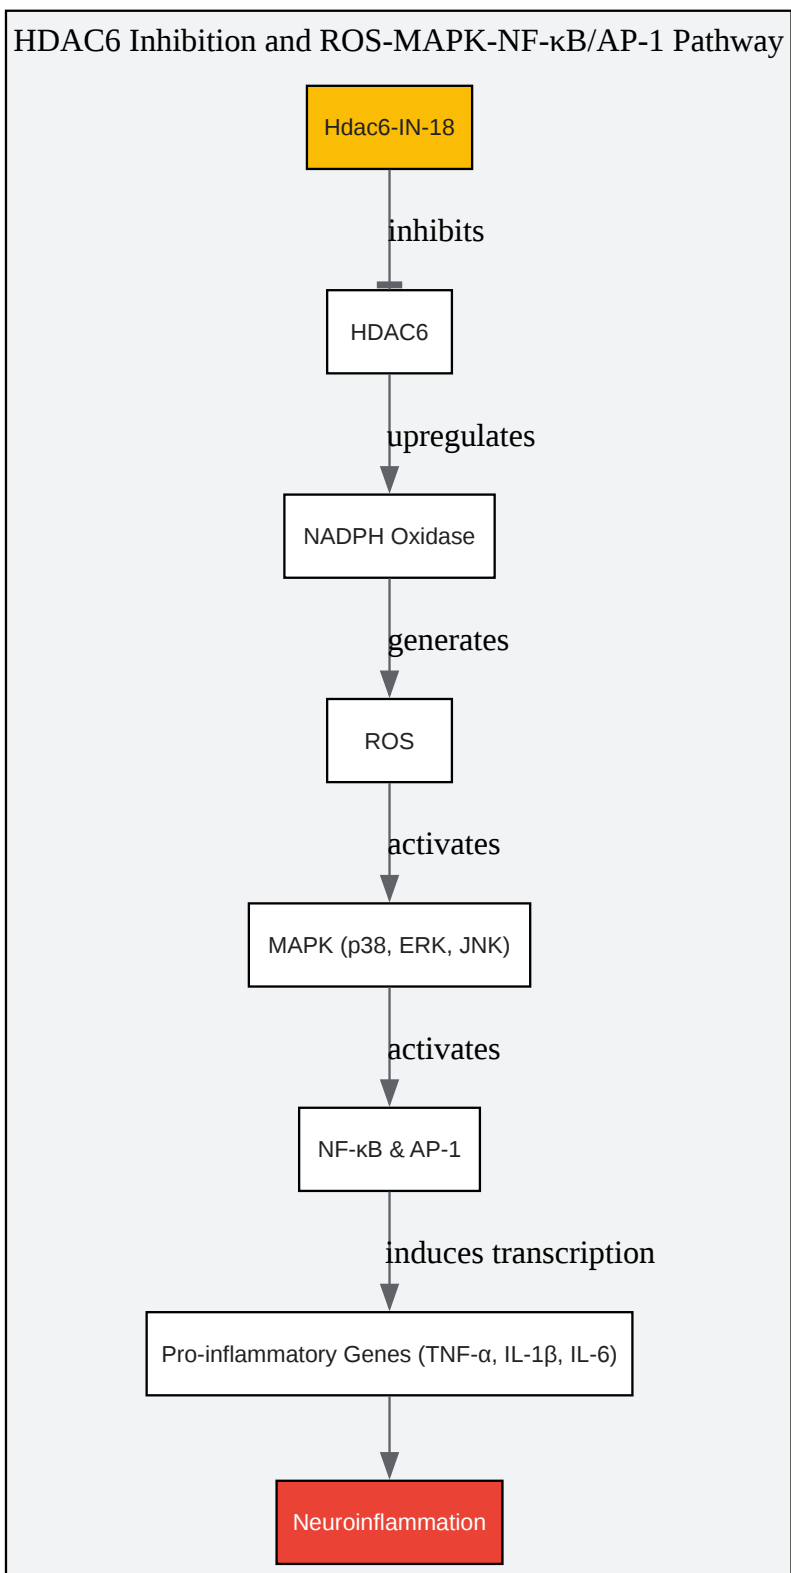 HDAC6 Inhibition and ROS-MAPK-NF-κB/AP-1 Pathway
Hdac6-IN-18
inhibits
HDAC6
upregulates
NADPH Oxidase
generates
ROS
activates
MAPK (p38, ERK, JNK)
activates
NF-κB & AP-1
induces transcription
Pro-inflammatory Genes (TNF-α, IL-1β, IL-6)
Neuroinflammation